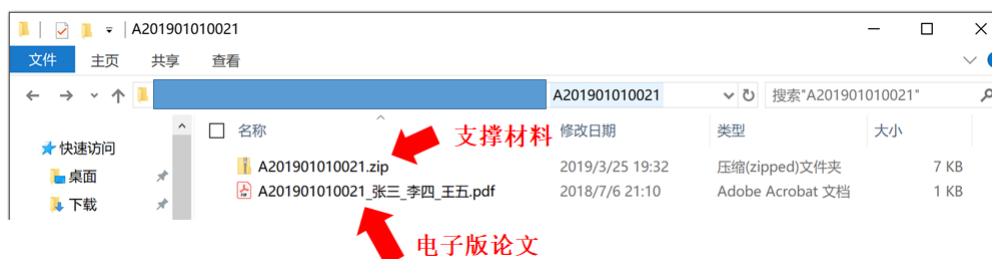 A201901010021
文件 主页 共享 查看
A201901010021 搜索"A201901010021"
名称 修改日期 类型 大小
支撑材料
快速访问
A201901010021.zip 2019/3/25 19:32 压缩(zipped)文件夹 7 KB
桌面
A201901010021_张三_李四_王五.pdf 2018/7/6 21:10 Adobe Acrobat 文档 1 KB
下载
电子版论文